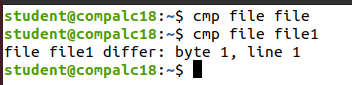 student@compalc18:~$ cmp file file
student@compalc18:~$ cmp file file1
file file1 differ: byte 1, line 1
student@compalc18:~$